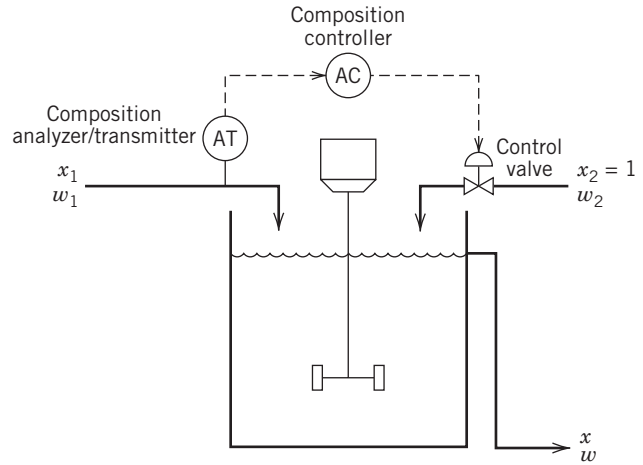 Composition
controller
AC
Composition
analyzer/transmitter
AT
Control
valve
x₁
w₁
x₂ = 1
w₂
x
w